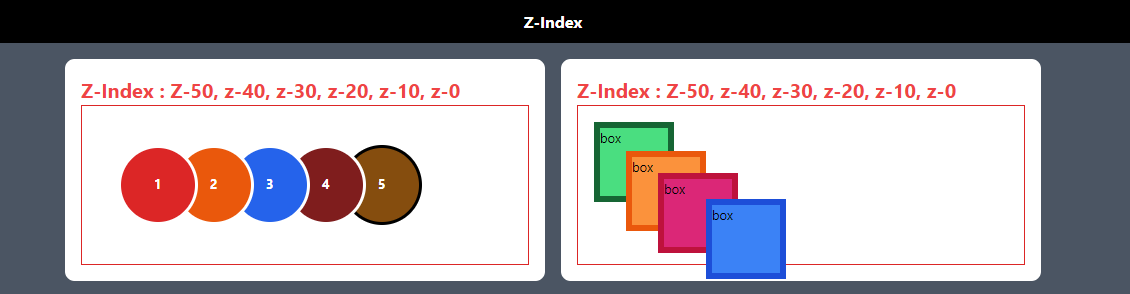 Z-Index
Z-Index : Z-50, z-40, z-30, z-20, z-10, z-0
1 2 3 4 5
Z-Index : Z-50, z-40, z-30, z-20, z-10, z-0
box
box
box
box